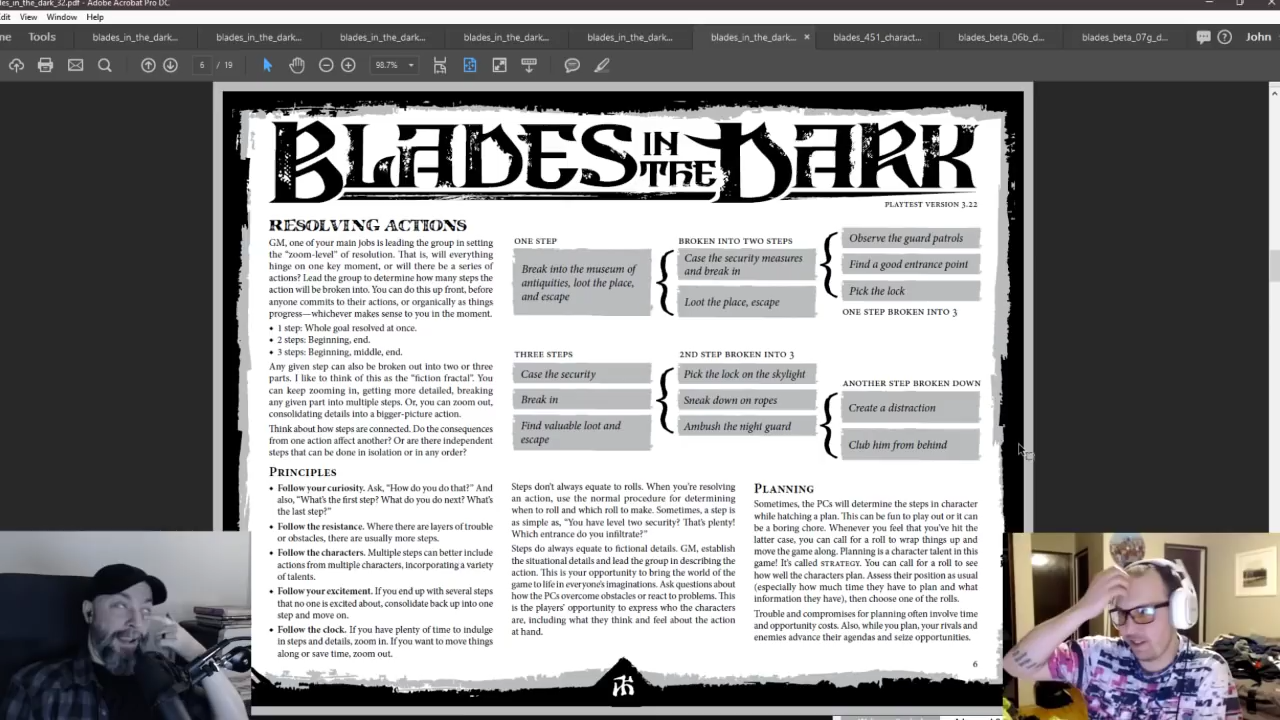 blades_in_the_dark_32.pdf - Adobe Acrobat Pro DC
Edit View Window Help
Tools blades_in_the_dark... blades_in_the_dark... blades_in_the_dark... blades_in_the_dark... blades_in_the_dark... blades_in_the_dark... × blades_451_charact... blades_beta_06b_d... blades_beta_07g_d... John
6 / 19 98.7%
BLADES IN THE DARK
PLAYTEST VERSION 3.22
RESOLVING ACTIONS
GM, one of your main jobs is leading the group in setting
the “zoom-level” of resolution. That is, will everything
hinge on one key moment, or will there be a series of
actions? Lead the group to determine how many steps the
action will be broken into. You can do this up front, before
anyone commits to their actions, or organically as things
progress—whichever makes sense to you in the moment.
• 1 step: Whole goal resolved at once.
• 2 steps: Beginning, end.
• 3 steps: Beginning, middle, end.
Any given step can also be broken out into two or three
parts. I like to think of this as the “fiction fractal”. You
can keep zooming in, getting more detailed, breaking
any given part into multiple steps. Or, you can zoom out,
consolidating details into a bigger-picture action.
Think about how steps are connected. Do the consequences
from one action affect another? Or are there independent
steps that can be done in isolation or in any order?
PRINCIPLES
• Follow your curiosity. Ask, “How do you do that?” And
also, “What's the first step? What do you do next? What's
the last step?”
• Follow the resistance. Where there are layers of trouble
or obstacles, there are usually more steps.
• Follow the characters. Multiple steps can better include
actions from multiple characters, incorporating a variety
of talents.
• Follow your excitement. If you end up with several steps
that no one is excited about, consolidate back up into one
step and move on.
• Follow the clock. If you have plenty of time to indulge
in steps and details, zoom in. If you want to move things
along or save time, zoom out.
ONE STEP
Break into the museum of
antiquities, loot the place,
and escape
BROKEN INTO TWO STEPS
Case the security measures
and break in
Loot the place, escape
Observe the guard patrols
Find a good entrance point
Pick the lock
ONE STEP BROKEN INTO 3
THREE STEPS
Case the security
Break in
Find valuable loot and
escape
2ND STEP BROKEN INTO 3
Pick the lock on the skylight
Sneak down on ropes
Ambush the night guard
ANOTHER STEP BROKEN DOWN
Create a distraction
Club him from behind
Steps don't always equate to rolls. When you're resolving
an action, use the normal procedure for determining
when to roll and which roll to make. Sometimes, a step is
as simple as, “You have level two security? That's plenty!
Which entrance do you infiltrate?”
Steps do always equate to fictional details. GM, establish
the situational details and lead the group in describing the
action. This is your opportunity to bring the world of the
game to life in everyone's imaginations. Ask questions about
how the PCs overcome obstacles or react to problems. This
is the players' opportunity to express who the characters
are, including what they think and feel about the action
at hand.
PLANNING
Sometimes, the PCs will determine the steps in character
while hatching a plan. This can be fun to play out or it can
be a boring chore. Whenever you feel that you've hit the
latter case, you can call for a roll to wrap things up and
move the game along. Planning is a character talent in this
game! It's called STRATEGY. You can call for a roll to see
how well the characters plan. Assess their position as usual
(especially how much time they have to plan and what
information they have), then choose one of the rolls.
Trouble and compromises for planning often involve time
and opportunity costs. Also, while you plan, your rivals and
enemies advance their agendas and seize opportunities.
6